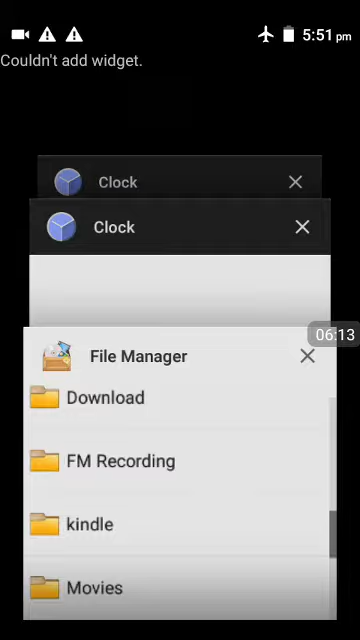 5:51 pm
Couldn't add widget.
Clock
Clock
06:13
File Manager
Download
FM Recording
kindle
Movies